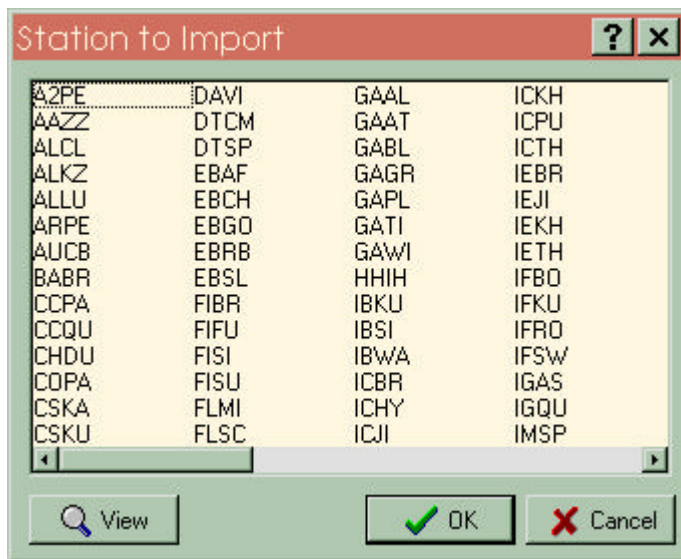 Station to Import
A2PE DAVI GAAL ICKH
AAZZ DTCM GAAT ICPU
ALCL DTSP GABL ICTH
ALKZ EBAF GAGR IEBR
ALLU EBCH GAPL IEJI
ARPE EBGO GATI IEKH
AUCB EBRB GAWI IETH
BABR EBSL HHIH IFBO
CCPA FIBR IBKU IFKU
CCQU FIFU IBSI IFRO
CHDU FISI IBWA IFSW
COPA FISU ICBR IGAS
CSKA FLMI ICHY IGQU
CSKU FLSC ICJI IMSP
View OK Cancel